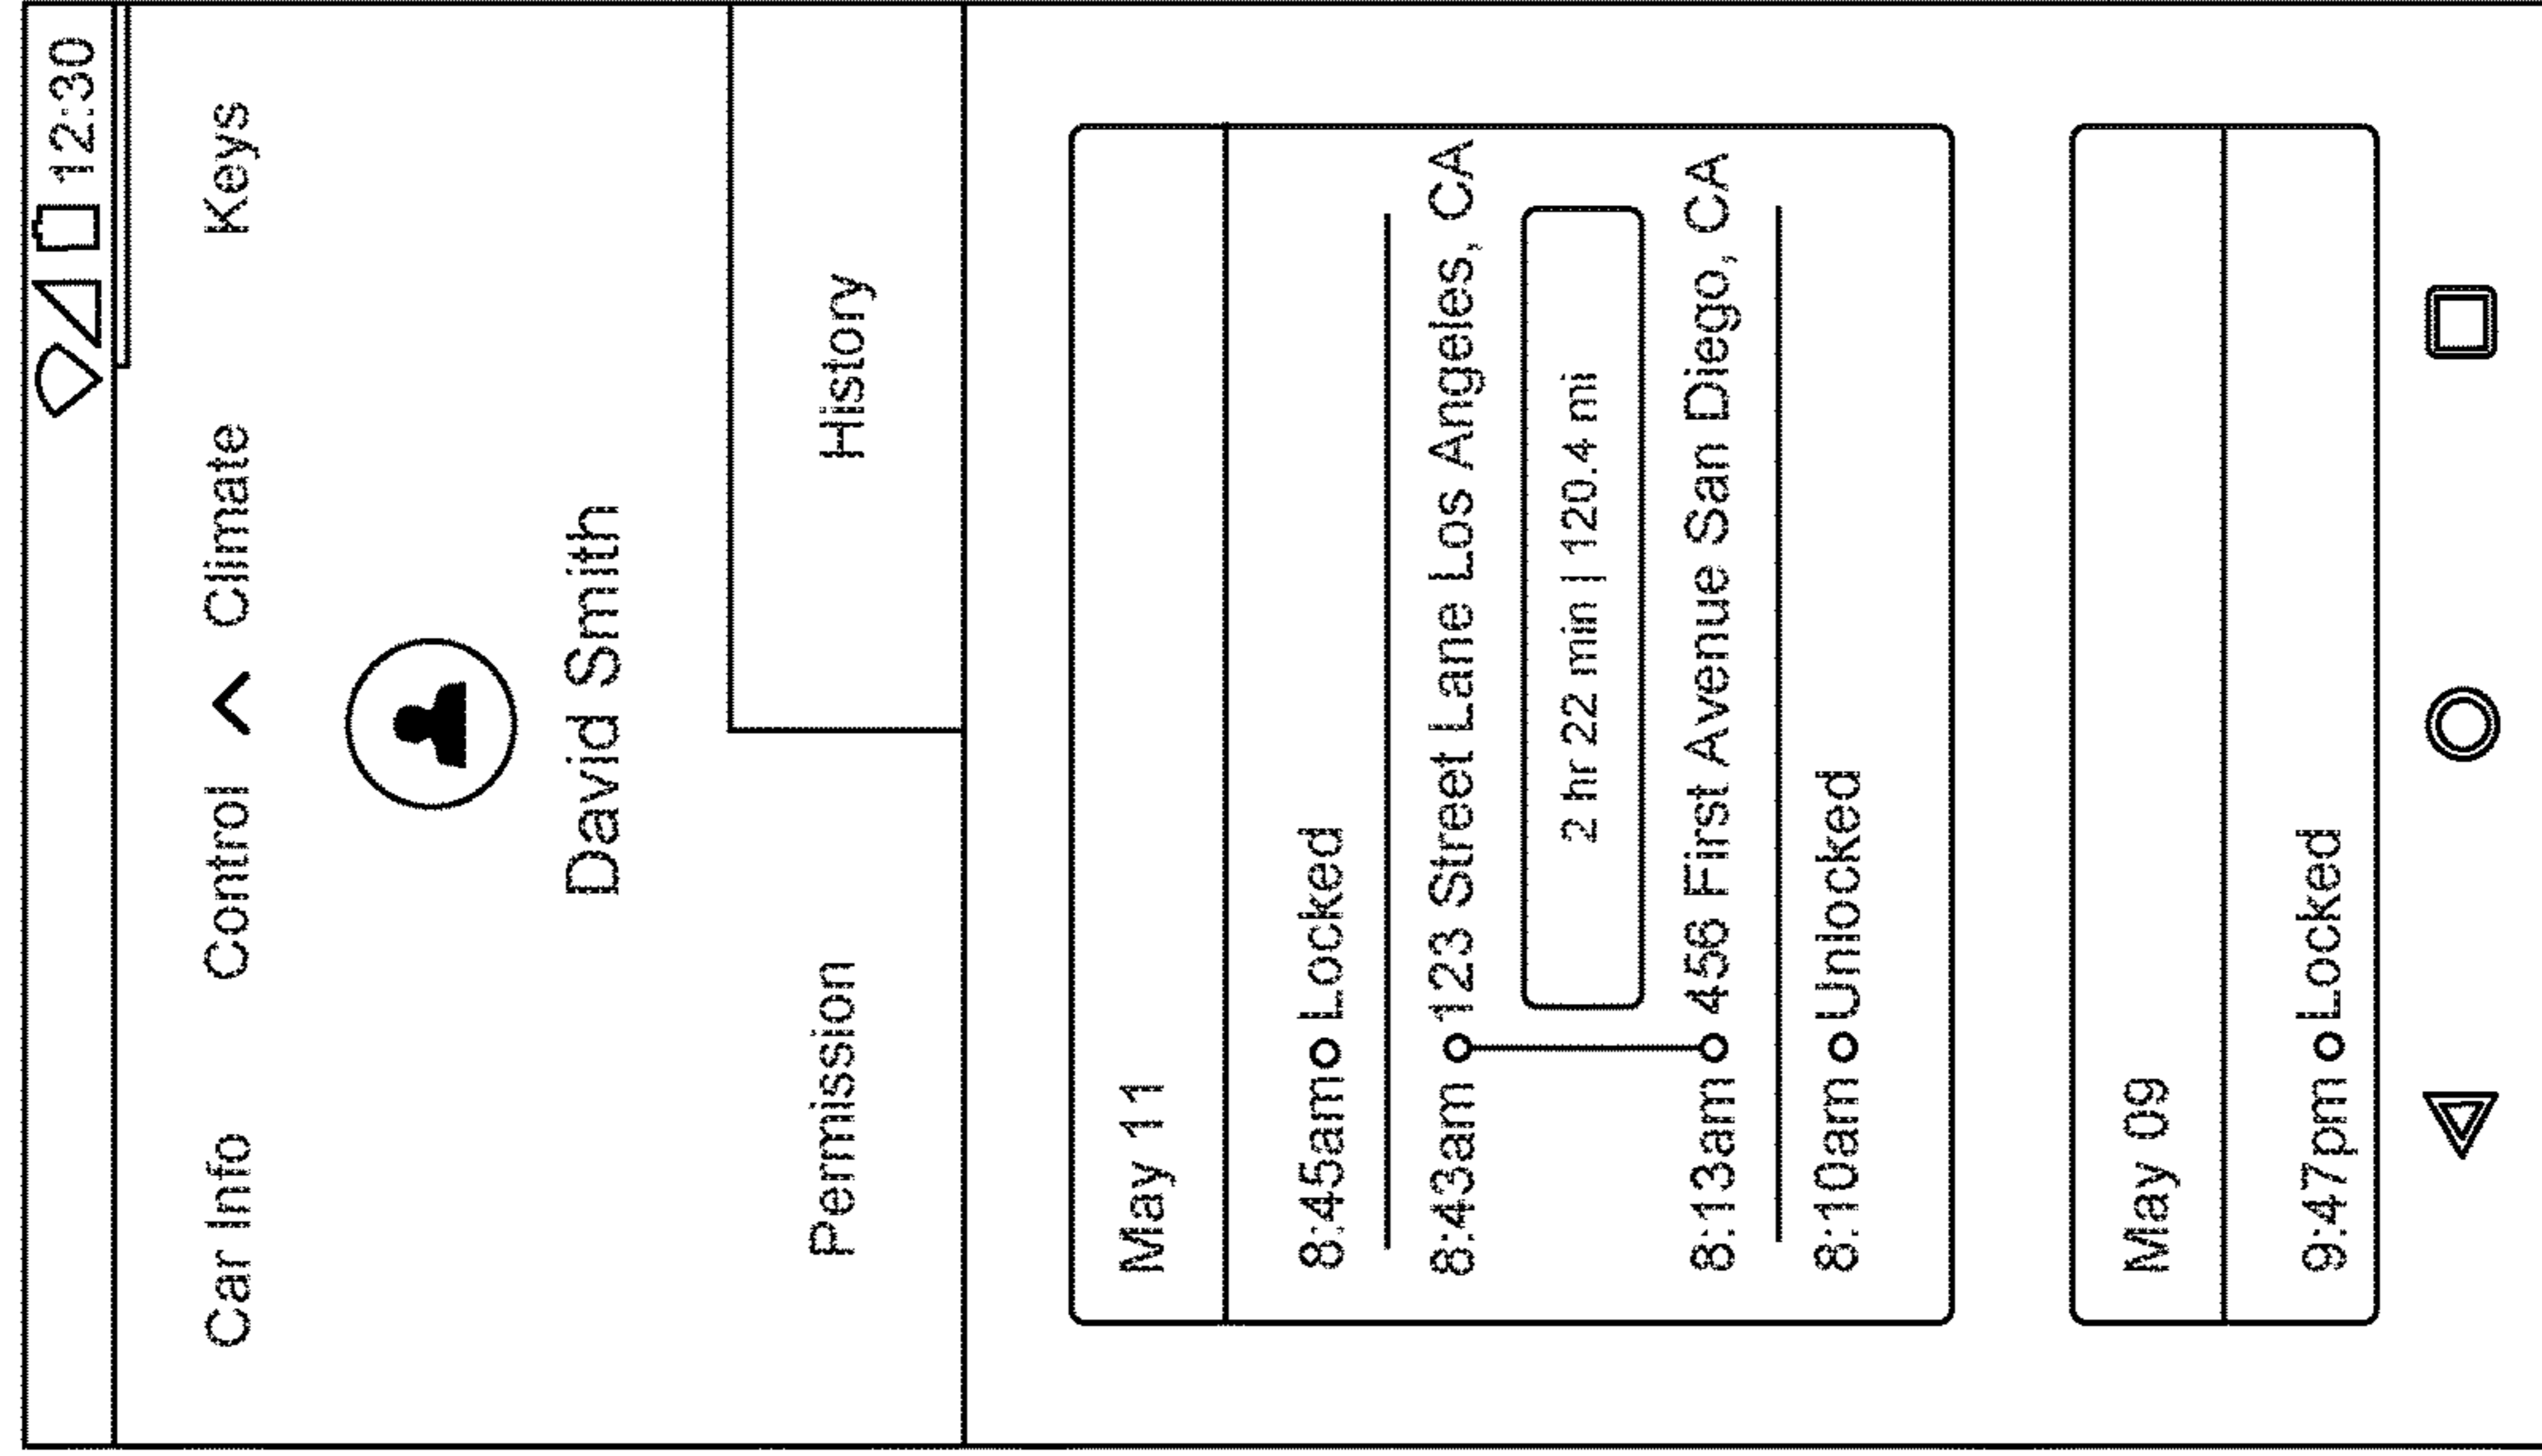 12:30
Car Info Control Climate Keys
David Smith
Permission History
May 11
8:45am Locked
8:43am 123 Street Lane Los Angeles, CA
2 hr 22 min | 120.4 mi
8:13am 456 First Avenue San Diego, CA
8:10am Unlocked
May 09
9:47pm Locked